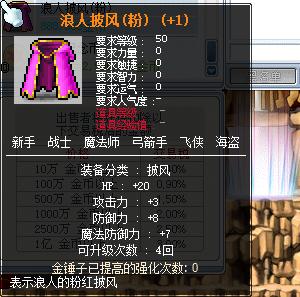 浪人披风(粉) (+1)
要求等级: 50
要求力量: 0
要求敏捷: 0
要求智力: 0
要求运气: 0
要求人气度: -
道具等级:
道具经验值:
新手 战士 魔法师 弓箭手 飞侠 海盗
装备分类 : 披风
HP : +20
攻击力 : +3
防御力 : +8
魔法防御力 : +7
可升级次数 : 4回
金锤子已提高的强化次数: 0
表示浪人的粉红披风